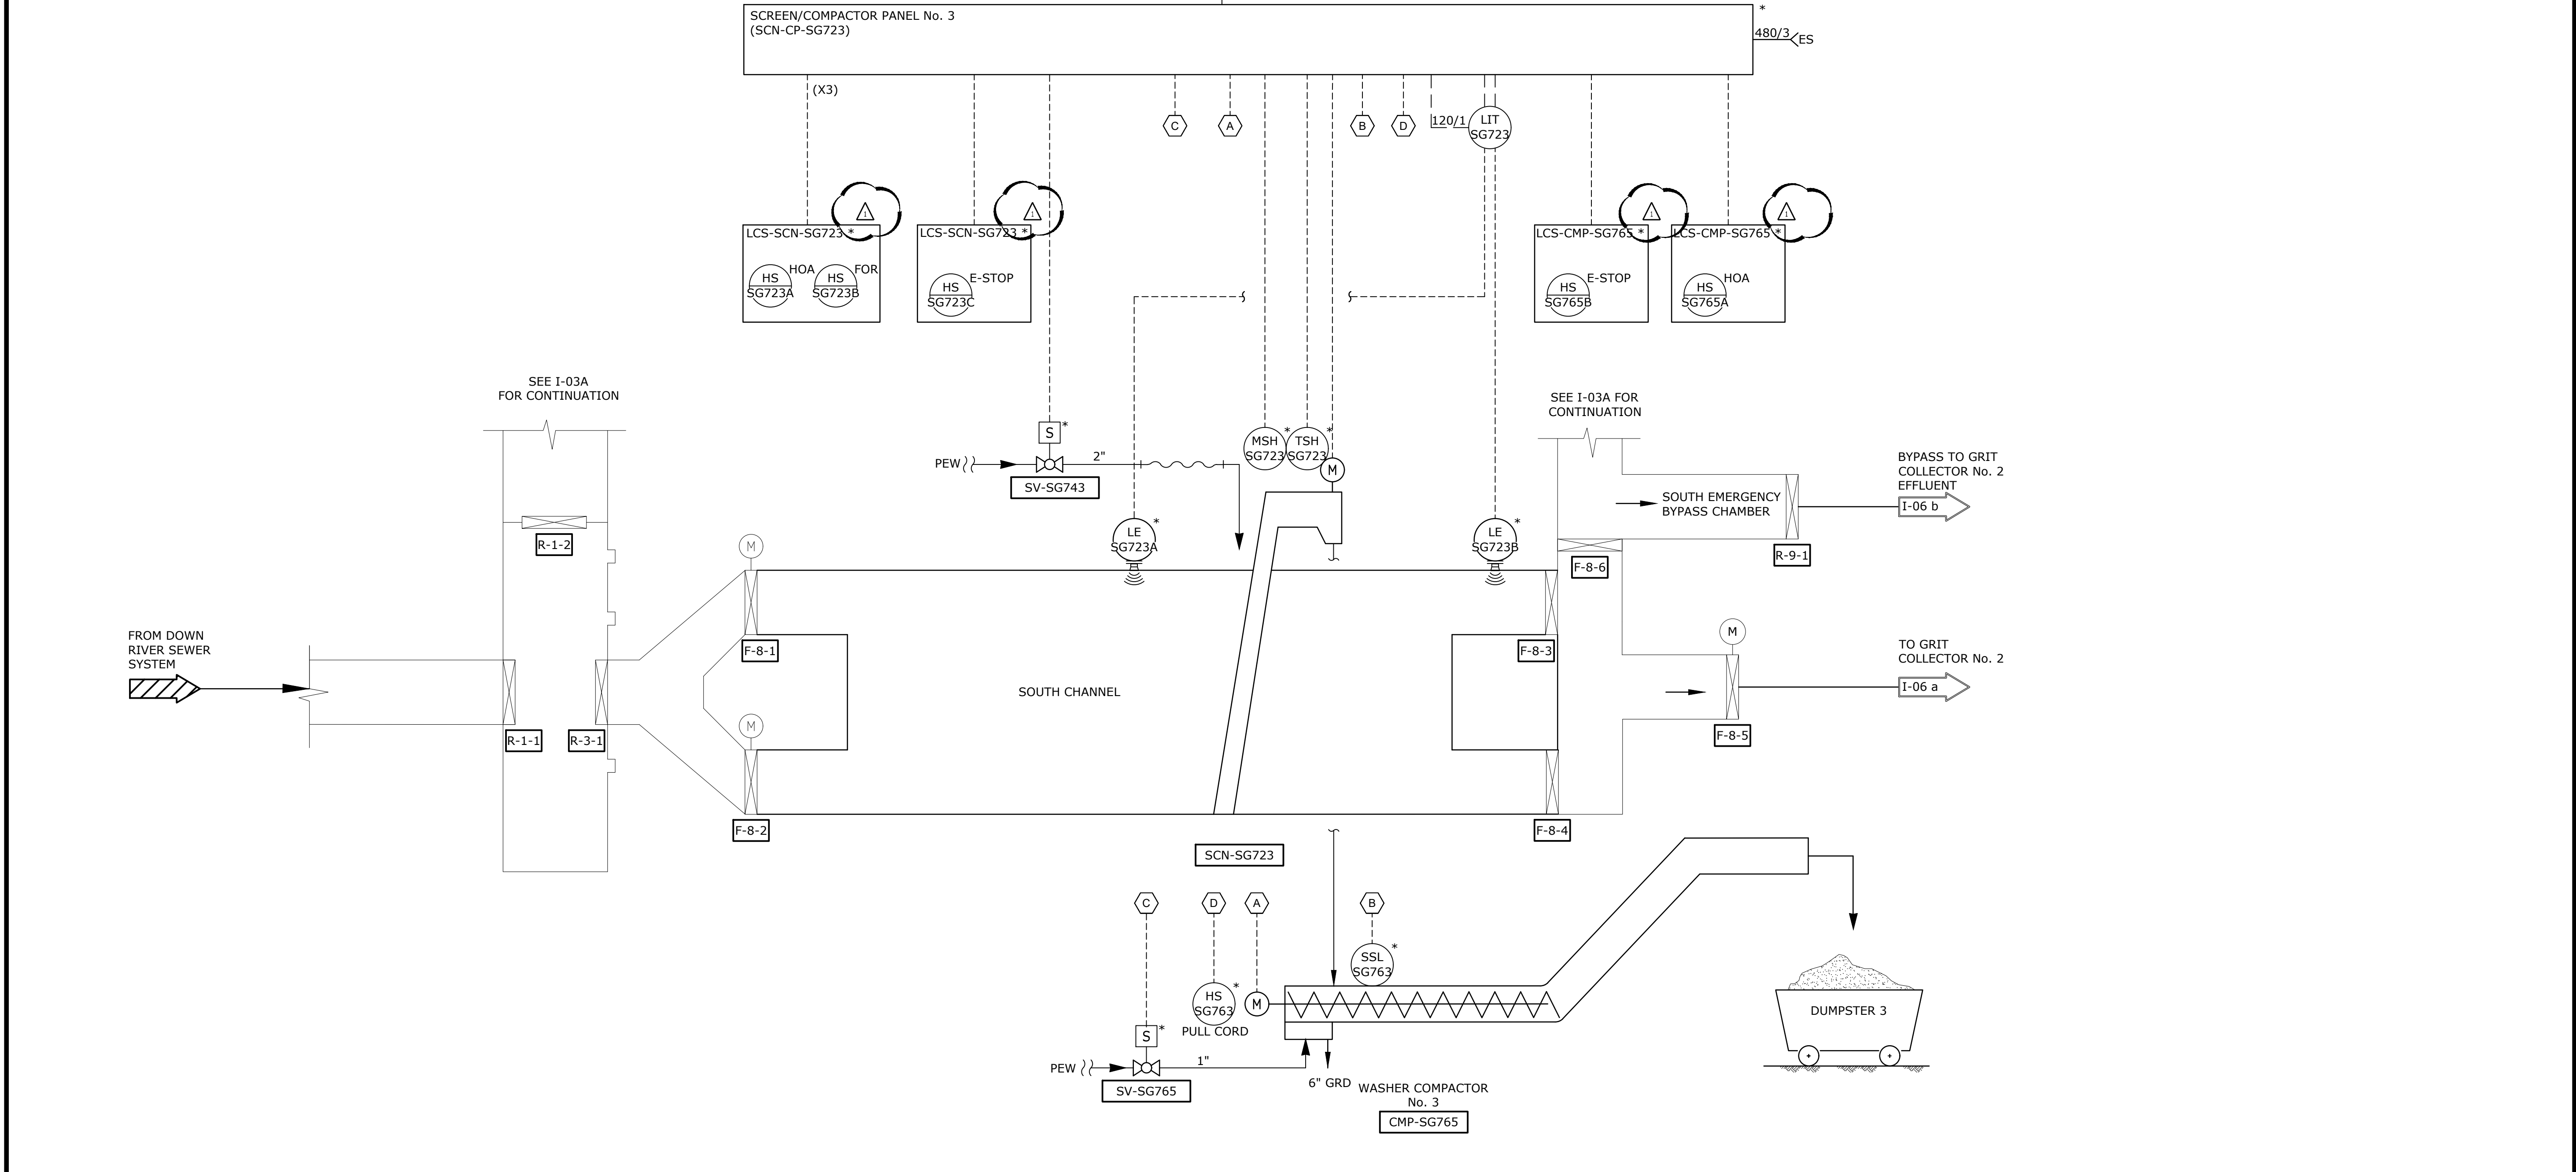 SCREEN/COMPACTOR PANEL No. 3
(SCN-CP-SG723)
*
480/3
ES
(X3)
C
A
B
D
120/1
LIT
SG723
1
1
1
1
LCS-SCN-SG723 *
HS
SG723A
HOA
HS
SG723B
FOR
LCS-SCN-SG723 *
HS
SG723C
E-STOP
LCS-CMP-SG765 *
HS
SG765B
E-STOP
LCS-CMP-SG765 *
HS
SG765A
HOA
SEE I-03A
FOR CONTINUATION
SEE I-03A FOR
CONTINUATION
S
*
PEW
2"
SV-SG743
MSH
SG723
*
TSH
SG723
*
M
BYPASS TO GRIT
COLLECTOR No. 2
EFFLUENT
I-06 b
SOUTH EMERGENCY
BYPASS CHAMBER
R-1-2
M
LE
SG723A
*
LE
SG723B
*
F-8-6
R-9-1
FROM DOWN
RIVER SEWER
SYSTEM
F-8-1
F-8-3
M
TO GRIT
COLLECTOR No. 2
I-06 a
SOUTH CHANNEL
R-1-1
R-3-1
M
F-8-5
F-8-2
F-8-4
SCN-SG723
C
D
A
B
SSL
SG763
*
HS
SG763
*
M
PULL CORD
S
*
PEW
1"
SV-SG765
6" GRD
WASHER COMPACTOR
No. 3
CMP-SG765
DUMPSTER 3